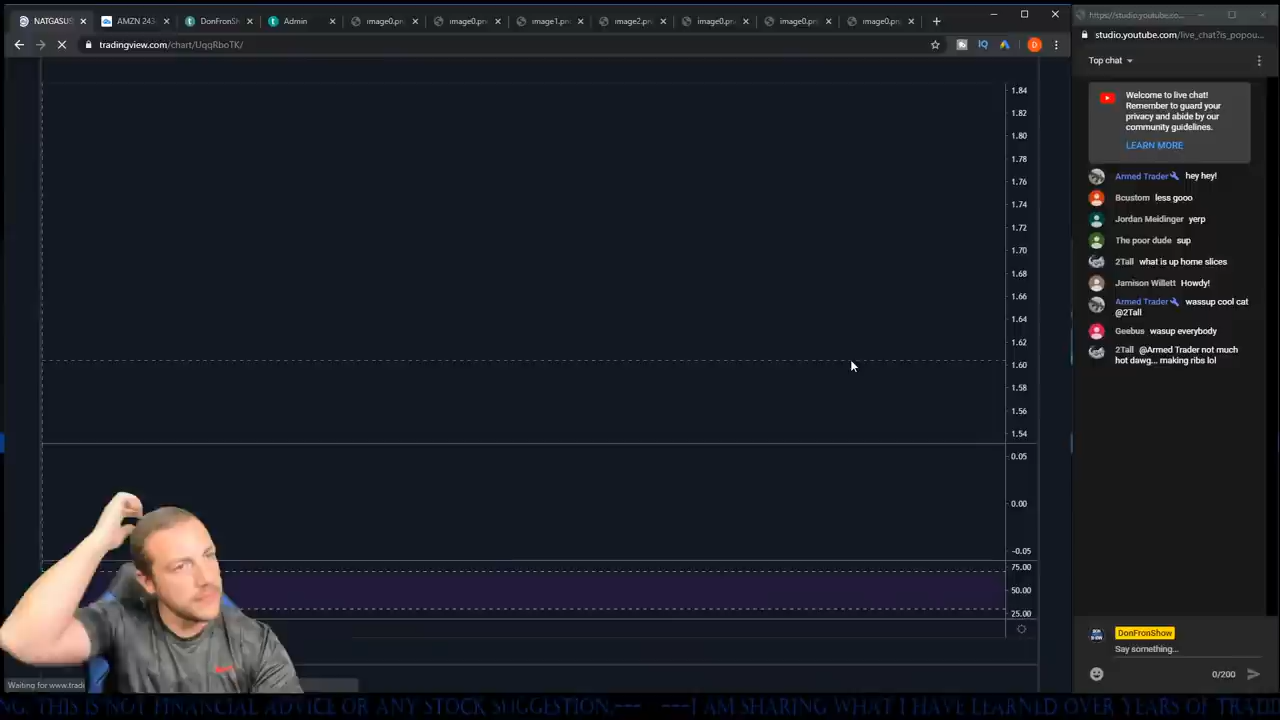 NATGASUS
AMZN 243
DonFronSh
Admin
image0.pn
image0.pn
image1.pn
image2.pn
image0.pn
image0.pn
image0.pn
tradingview.com/chart/UqqRboTK/
D
1.84
1.82
1.80
1.78
1.76
1.74
1.72
1.70
1.68
1.66
1.64
1.62
1.60
1.58
1.56
1.54
0.05
0.00
-0.05
75.00
50.00
25.00
Waiting for www.tradi
https://studio.youtube.co...
studio.youtube.com/live_chat?is_popou...
Top chat
Welcome to live chat!
Remember to guard your
privacy and abide by our
community guidelines.
LEARN MORE
Armed Trader hey hey!
Bcustom less gooo
Jordan Meidinger yerp
The poor dude sup
2Tall what is up home slices
Jamison Willett Howdy!
Armed Trader wassup cool cat
@2Tall
Geebus wasup everybody
2Tall @Armed Trader not much
hot dawg... making ribs lol
DonFronShow
Say something...
0/200
NG. THIS IS NOT FINANCIAL ADVICE OR ANY STOCK SUGGESTION.--- ---I AM SHARING WHAT I HAVE LEARNED OVER YEARS OF TRADI